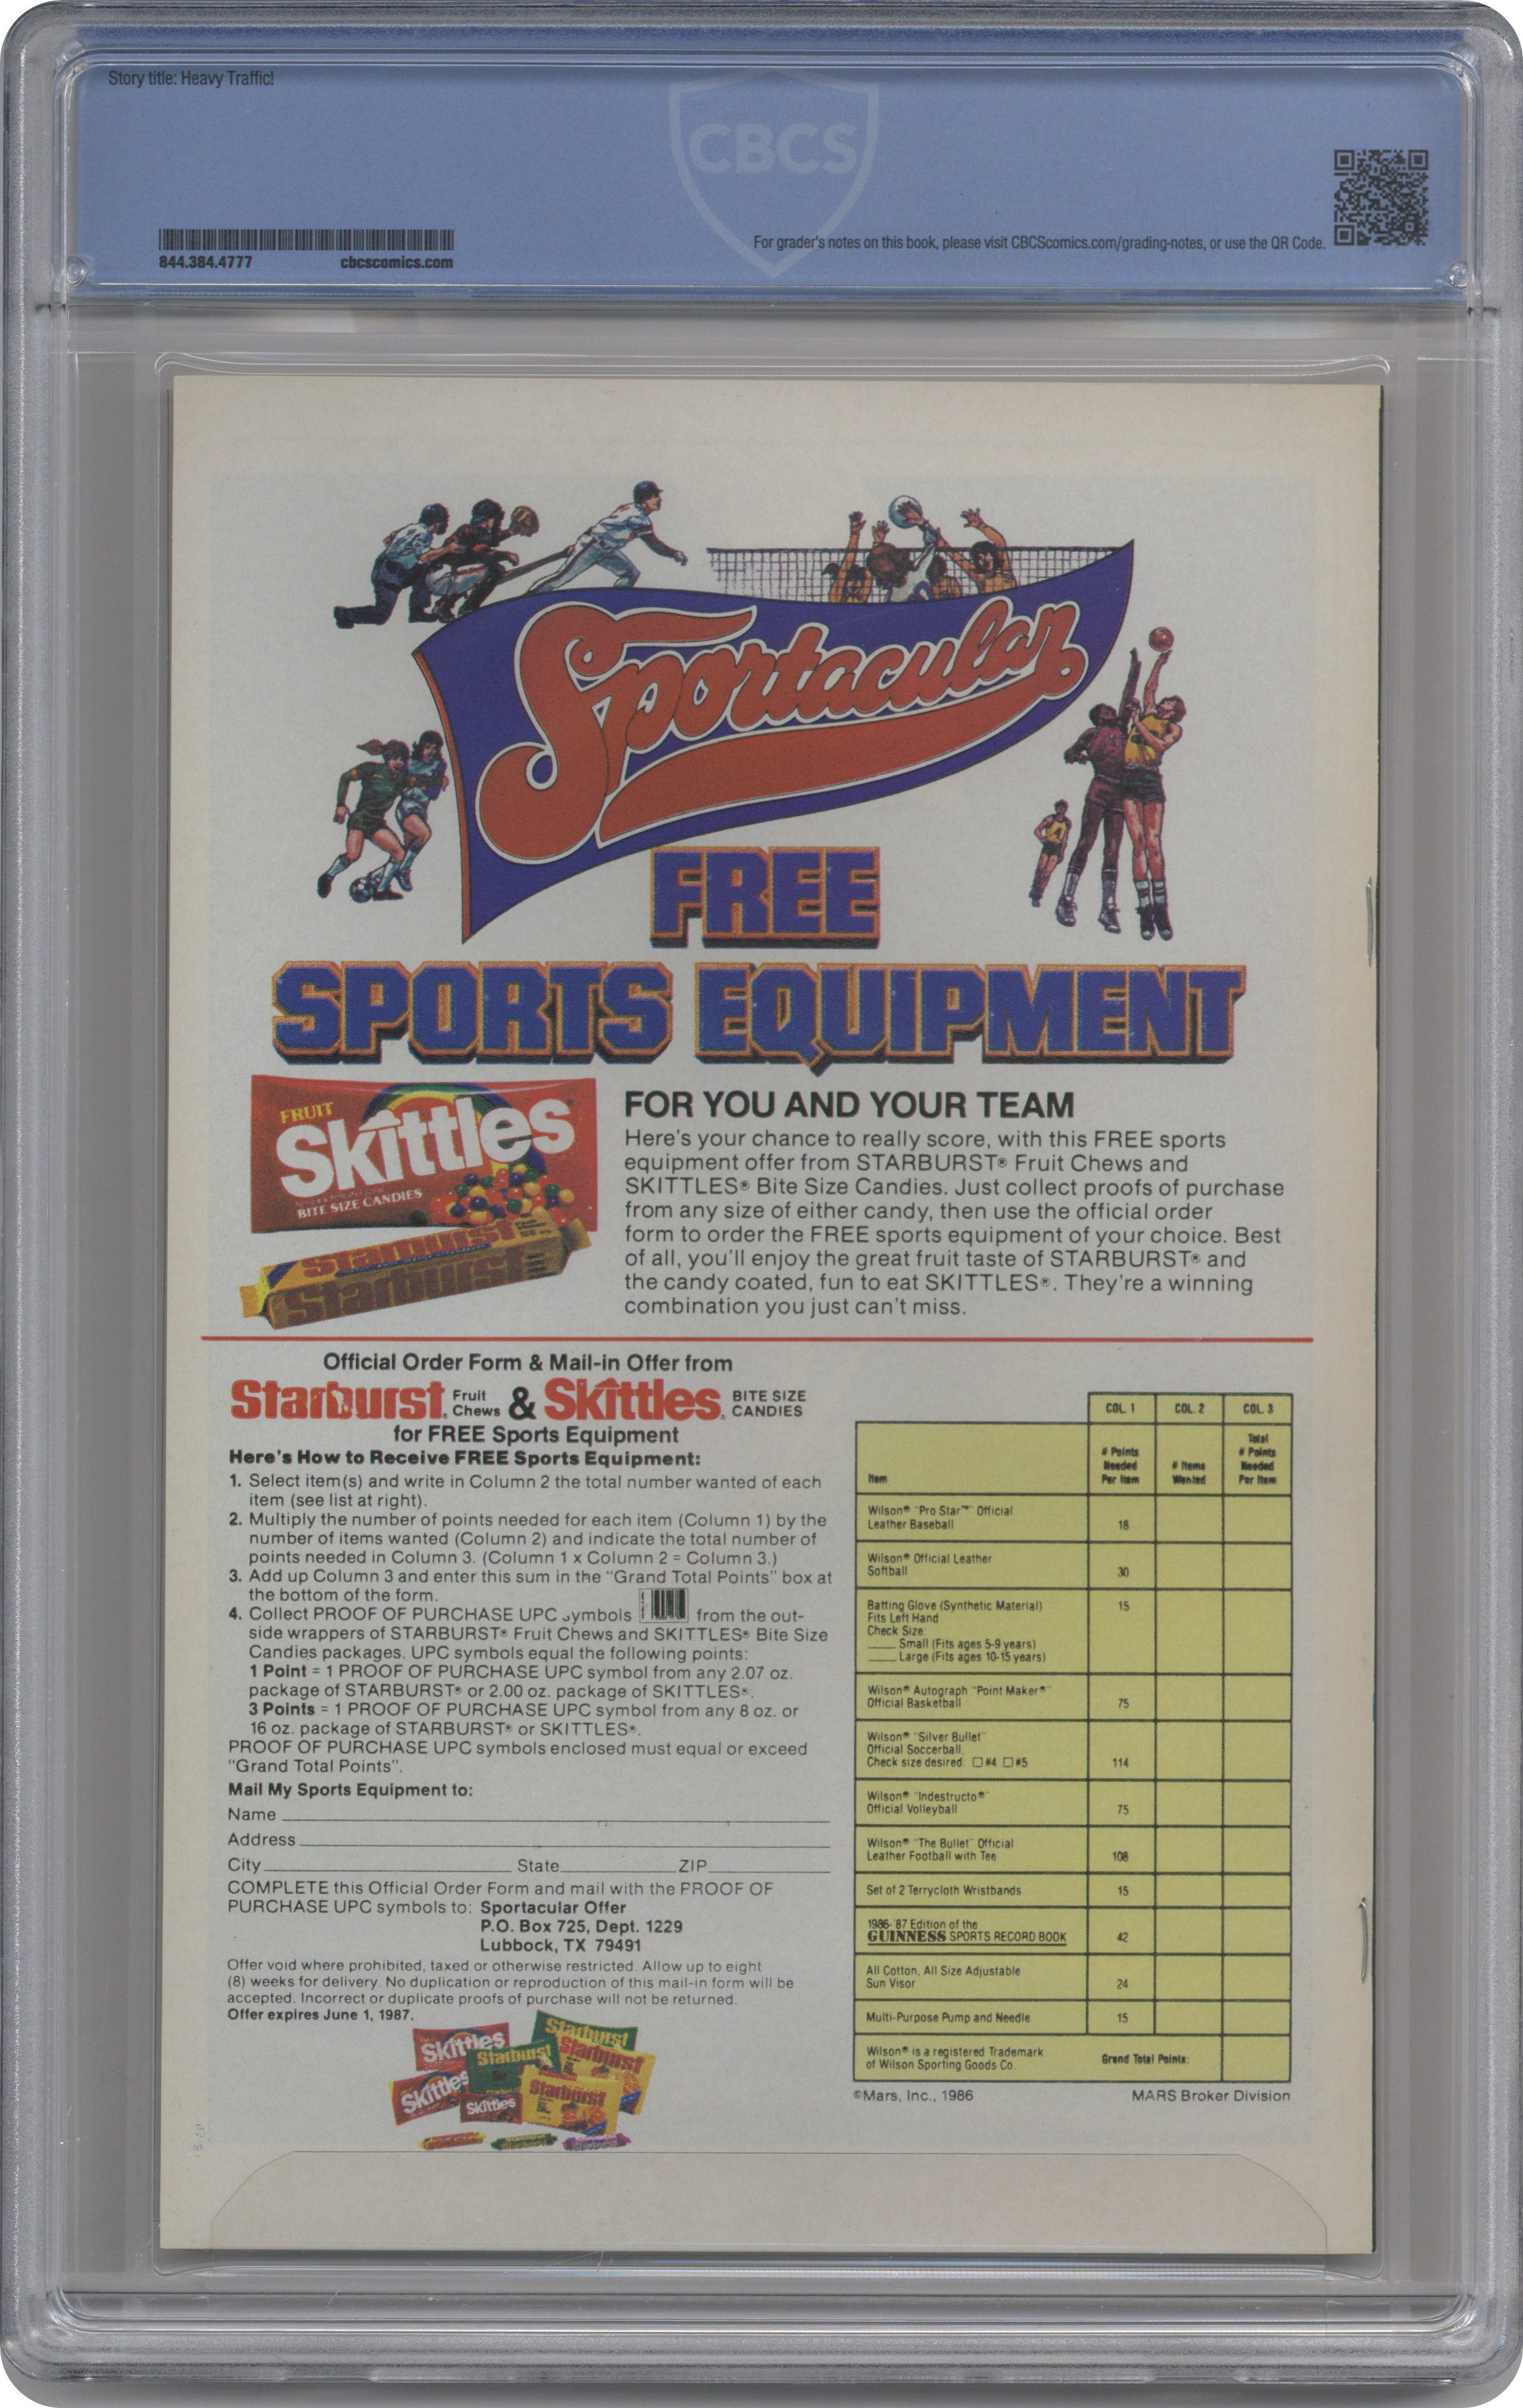 Story title: Heavy Traffic!
CBCS
844.384.4777 cbcscomics.com
For grader's notes on this book, please visit CBCScomics.com/grading-notes, or use the QR Code.
Sportacular
FREE
SPORTS EQUIPMENT
FRUIT
Skittles
BITE SIZE CANDIES
Starburst
Starburst
FOR YOU AND YOUR TEAM
Here's your chance to really score, with this FREE sports
equipment offer from STARBURST® Fruit Chews and
SKITTLES® Bite Size Candies. Just collect proofs of purchase
from any size of either candy, then use the official order
form to order the FREE sports equipment of your choice. Best
of all, you'll enjoy the great fruit taste of STARBURST® and
the candy coated, fun to eat SKITTLES®. They're a winning
combination you just can't miss.
Official Order Form & Mail-in Offer from
Starburst® Fruit Chews & Skittles® BITE SIZE CANDIES
for FREE Sports Equipment
Here's How to Receive FREE Sports Equipment:
1. Select item(s) and write in Column 2 the total number wanted of each
item (see list at right).
2. Multiply the number of points needed for each item (Column 1) by the
number of items wanted (Column 2) and indicate the total number of
points needed in Column 3. (Column 1 x Column 2 = Column 3.)
3. Add up Column 3 and enter this sum in the "Grand Total Points" box at
the bottom of the form.
4. Collect PROOF OF PURCHASE UPC symbols from the out-
side wrappers of STARBURST® Fruit Chews and SKITTLES® Bite Size
Candies packages. UPC symbols equal the following points:
1 Point = 1 PROOF OF PURCHASE UPC symbol from any 2.07 oz.
package of STARBURST® or 2.00 oz. package of SKITTLES®.
3 Points = 1 PROOF OF PURCHASE UPC symbol from any 8 oz. or
16 oz. package of STARBURST® or SKITTLES®.
PROOF OF PURCHASE UPC symbols enclosed must equal or exceed
"Grand Total Points".
Mail My Sports Equipment to:
Name
Address
City State ZIP
COMPLETE this Official Order Form and mail with the PROOF OF
PURCHASE UPC symbols to: Sportacular Offer
P.O. Box 725, Dept. 1229
Lubbock, TX 79491
Offer void where prohibited, taxed or otherwise restricted. Allow up to eight
(8) weeks for delivery. No duplication or reproduction of this mail-in form will be
accepted. Incorrect or duplicate proofs of purchase will not be returned.
Offer expires June 1, 1987.
Skittles
Starburst
Starburst
Starburst
Skittles
Skittles
Starburst
COL. 1 COL. 2 COL. 3
Item # Points Needed Per Item # Items Wanted Total # Points Needed Per Item
Wilson® "Pro Star™" Official
Leather Baseball 18
Wilson® Official Leather
Softball 30
Batting Glove (Synthetic Material) 15
Fits Left Hand
Check Size:
Small (Fits ages 5-9 years)
Large (Fits ages 10-15 years)
Wilson® Autograph "Point Maker®"
Official Basketball 75
Wilson® "Silver Bullet"
Official Soccerball,
Check size desired: #4 #5 114
Wilson® "Indestructo®"
Official Volleyball 75
Wilson® "The Bullet" Official
Leather Football with Tee 108
Set of 2 Terrycloth Wristbands 15
1986-'87 Edition of the
GUINNESS SPORTS RECORD BOOK 42
All Cotton, All Size Adjustable
Sun Visor 24
Multi-Purpose Pump and Needle 15
Wilson® is a registered Trademark
of Wilson Sporting Goods Co. Grand Total Points:
©Mars, Inc., 1986 MARS Broker Division